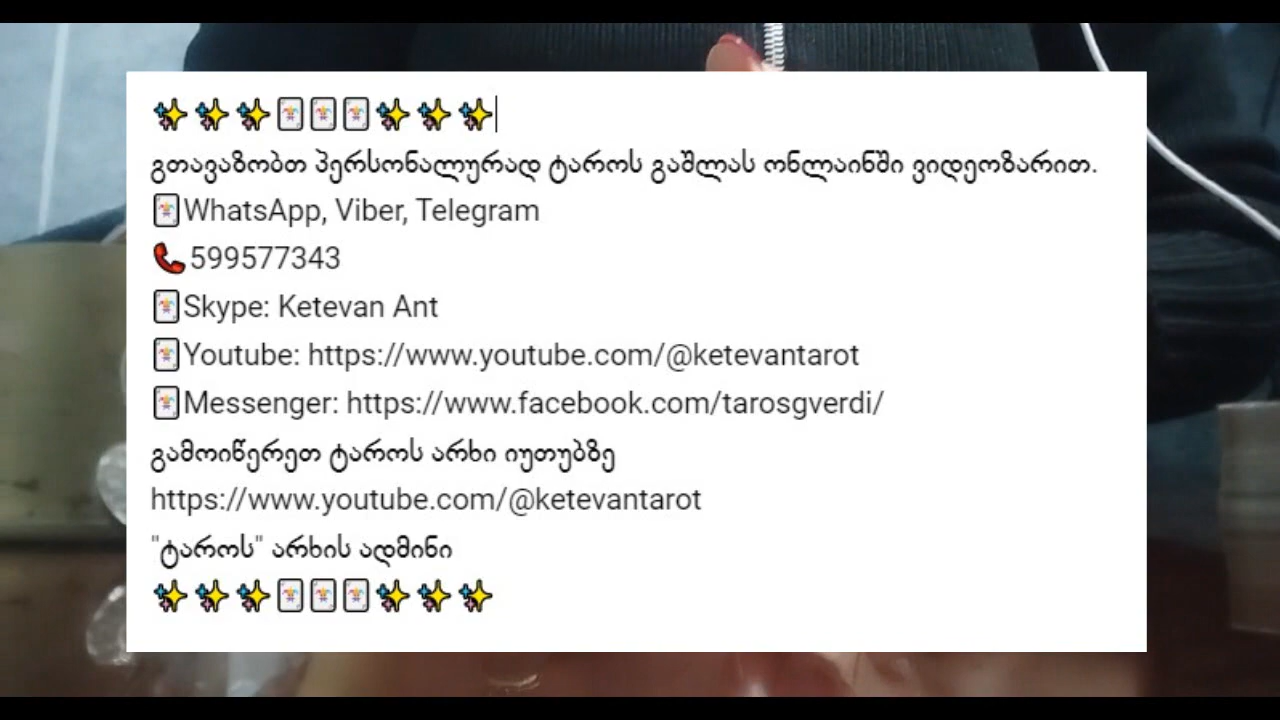 ✨✨✨🃏🃏🃏✨✨✨
გთავაზობთ პერსონალურად ტაროს გაშლას ონლაინში ვიდეოზარით.
🃏WhatsApp, Viber, Telegram
📞599577343
🃏Skype: Ketevan Ant
🃏Youtube: https://www.youtube.com/@ketevantarot
🃏Messenger: https://www.facebook.com/tarosgverdi/
გამოიწერეთ ტაროს არხი იუთუბზე
https://www.youtube.com/@ketevantarot
"ტაროს" არხის ადმინი
✨✨✨🃏🃏🃏✨✨✨